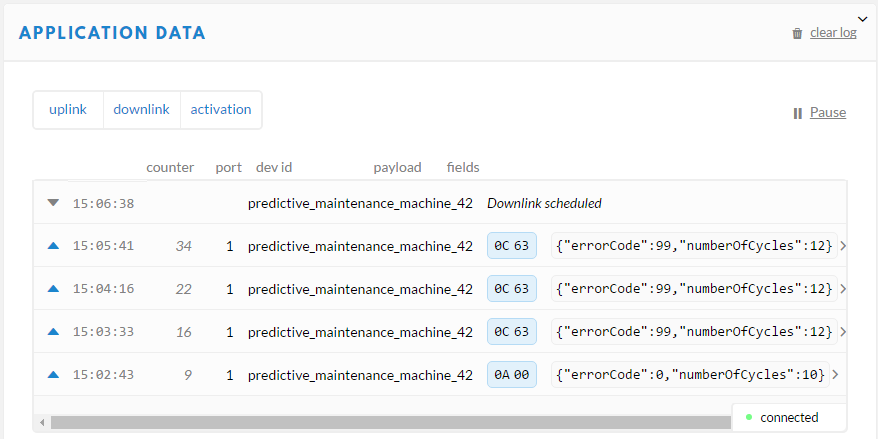 APPLICATION DATA
clear log
uplink downlink activation
Pause
counter port dev id payload fields
15:06:38 predictive_maintenance_machine_42 Downlink scheduled
15:05:41 34 1 predictive_maintenance_machine_42 0C 63 {"errorCode":99,"numberOfCycles":12}
15:04:16 22 1 predictive_maintenance_machine_42 0C 63 {"errorCode":99,"numberOfCycles":12}
15:03:33 16 1 predictive_maintenance_machine_42 0C 63 {"errorCode":99,"numberOfCycles":12}
15:02:43 9 1 predictive_maintenance_machine_42 0A 00 {"errorCode":0,"numberOfCycles":10}
connected